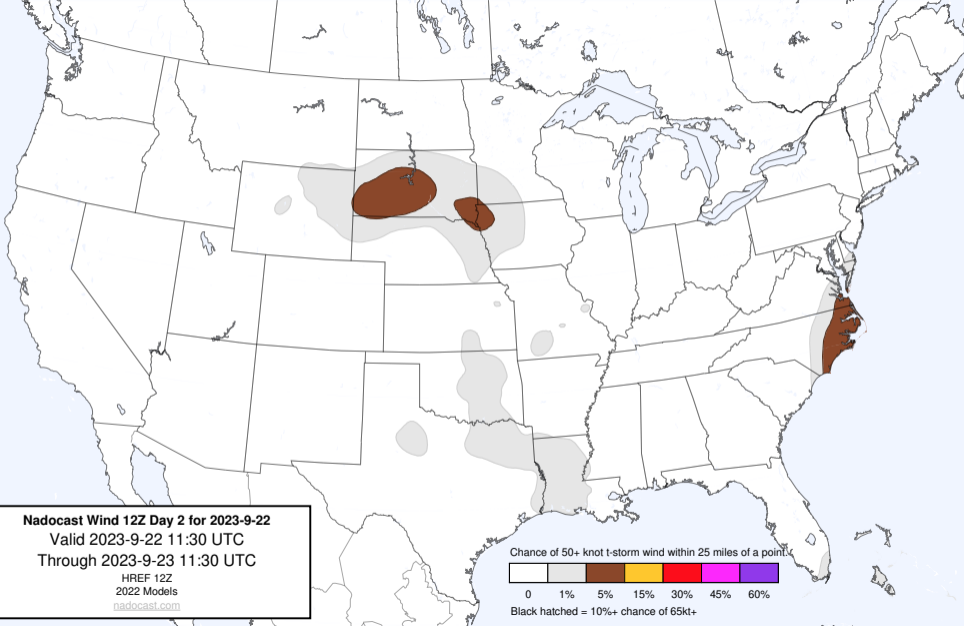 Nadocast Wind 12Z Day 2 for 2023-9-22
Valid 2023-9-22 11:30 UTC
Through 2023-9-23 11:30 UTC
HREF 12Z
2022 Models
nadocast.com
Chance of 50+ knot t-storm wind within 25 miles of a point.
0 1% 5% 15% 30% 45% 60%
Black hatched = 10%+ chance of 65kt+